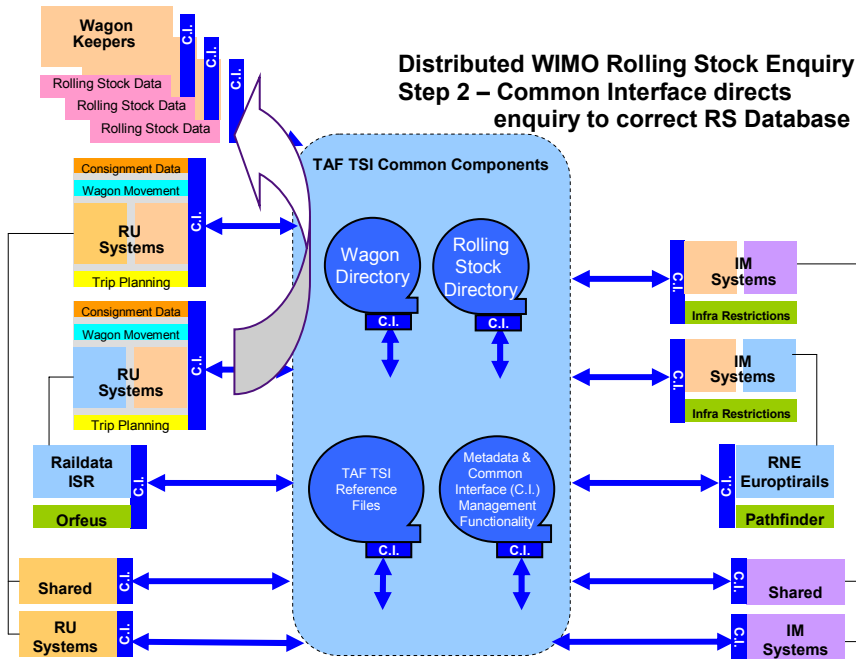 Wagon
Keepers
C.I.
C.I.
C.I.
Rolling Stock Data
Rolling Stock Data
Rolling Stock Data
Distributed WIMO Rolling Stock Enquiry
Step 2 – Common Interface directs
enquiry to correct RS Database
TAF TSI Common Components
Consignment Data
Wagon Movement
RU
Systems
Trip Planning
C.I.
Consignment Data
Wagon Movement
RU
Systems
Trip Planning
C.I.
Raildata
ISR
Orfeus
C.I.
Shared
C.I.
RU
Systems
C.I.
Wagon
Directory
C.I.
Rolling
Stock
Directory
C.I.
TAF TSI
Reference
Files
C.I.
Metadata &
Common
Interface (C.I.)
Management
Functionality
C.I.
C.I.
IM
Systems
Infra Restrictions
C.I.
IM
Systems
Infra Restrictions
C.I.
RNE
Europtirails
Pathfinder
C.I.
Shared
C.I.
IM
Systems